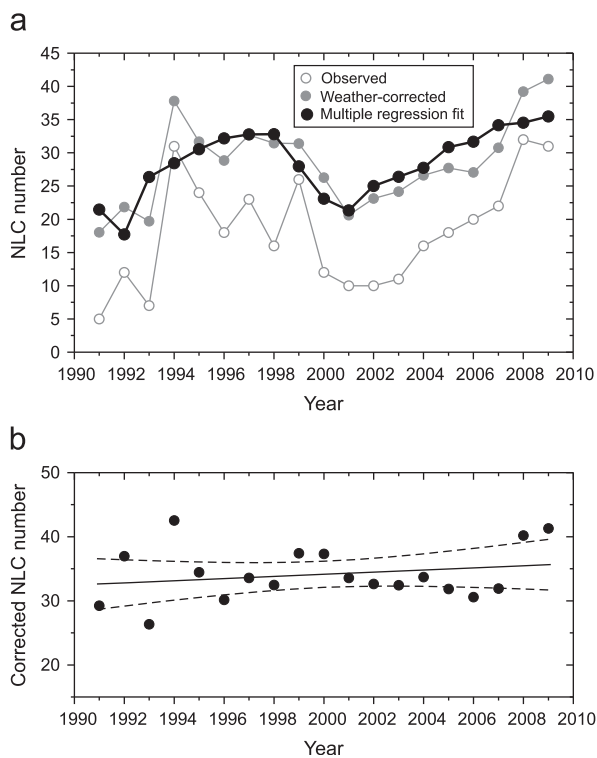 a
45
40
35
30
25
20
15
10
5
0
NLC number
Observed
Weather-corrected
Multiple regression fit
1990 1992 1994 1996 1998 2000 2002 2004 2006 2008 2010
Year
b
50
40
30
20
Corrected NLC number
1990 1992 1994 1996 1998 2000 2002 2004 2006 2008 2010
Year